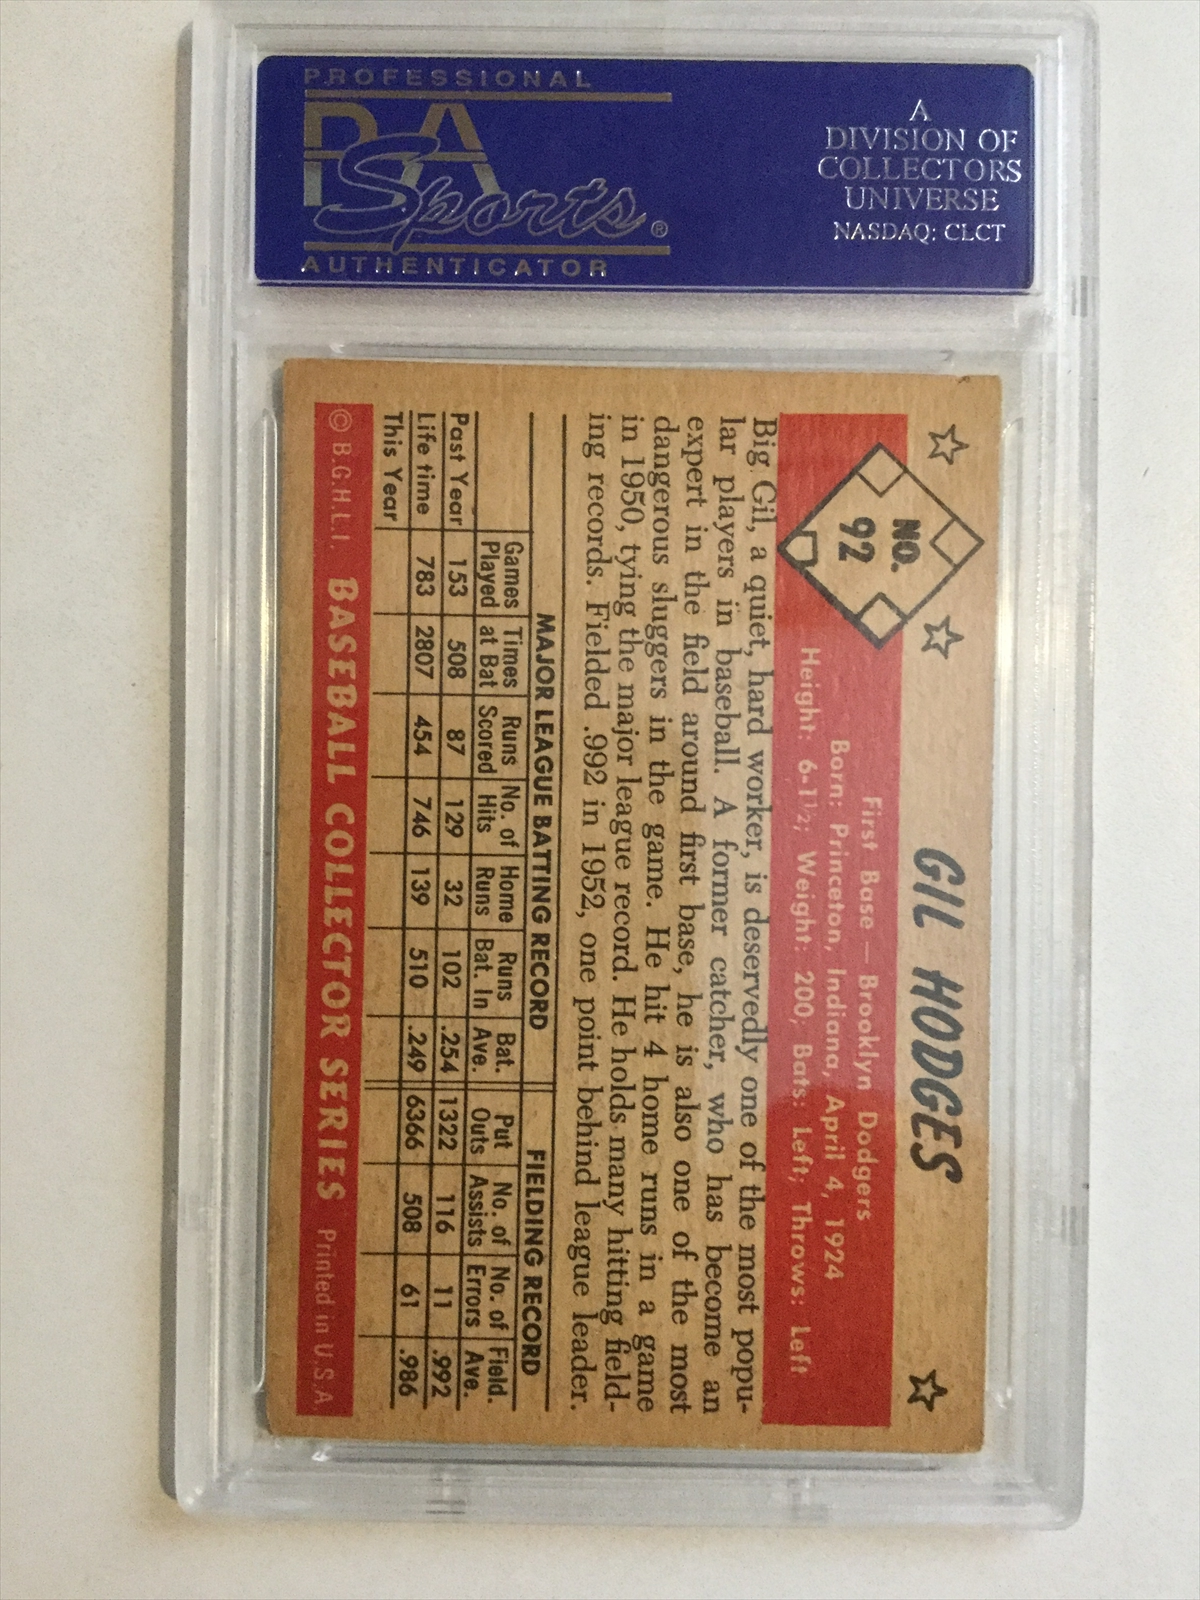 PROFESSIONAL
PSA
Sports®
AUTHENTICATOR
A
DIVISION OF
COLLECTORS
UNIVERSE
NASDAQ: CLCT
NO.
92
GIL HODGES
First Base — Brooklyn Dodgers
Born: Princeton, Indiana, April 4, 1924
Height: 6-1½; Weight: 200; Bats: Left; Throws: Left
Big Gil, a quiet, hard worker, is deservedly one of the most popu-
lar players in baseball. A former catcher, who has become an
expert in the field around first base, he is also one of the most
dangerous sluggers in the game. He hit 4 home runs in a game
in 1950, tying the major league record. He holds many hitting field-
ing records. Fielded .992 in 1952, one point behind league leader.
MAJOR LEAGUE BATTING RECORD FIELDING RECORD
Games Times Runs No. of Home Runs Bat. Put No. of No. of Field.
Played at Bat Scored Hits Runs Bat. In Ave. Outs Assists Errors Ave.
Past Year 153 508 87 129 32 102 .254 1322 116 11 .992
Life time 783 2807 454 746 139 510 .249 6366 508 61 .986
This Year
© B.G.H.L.I. BASEBALL COLLECTOR SERIES Printed in U.S.A